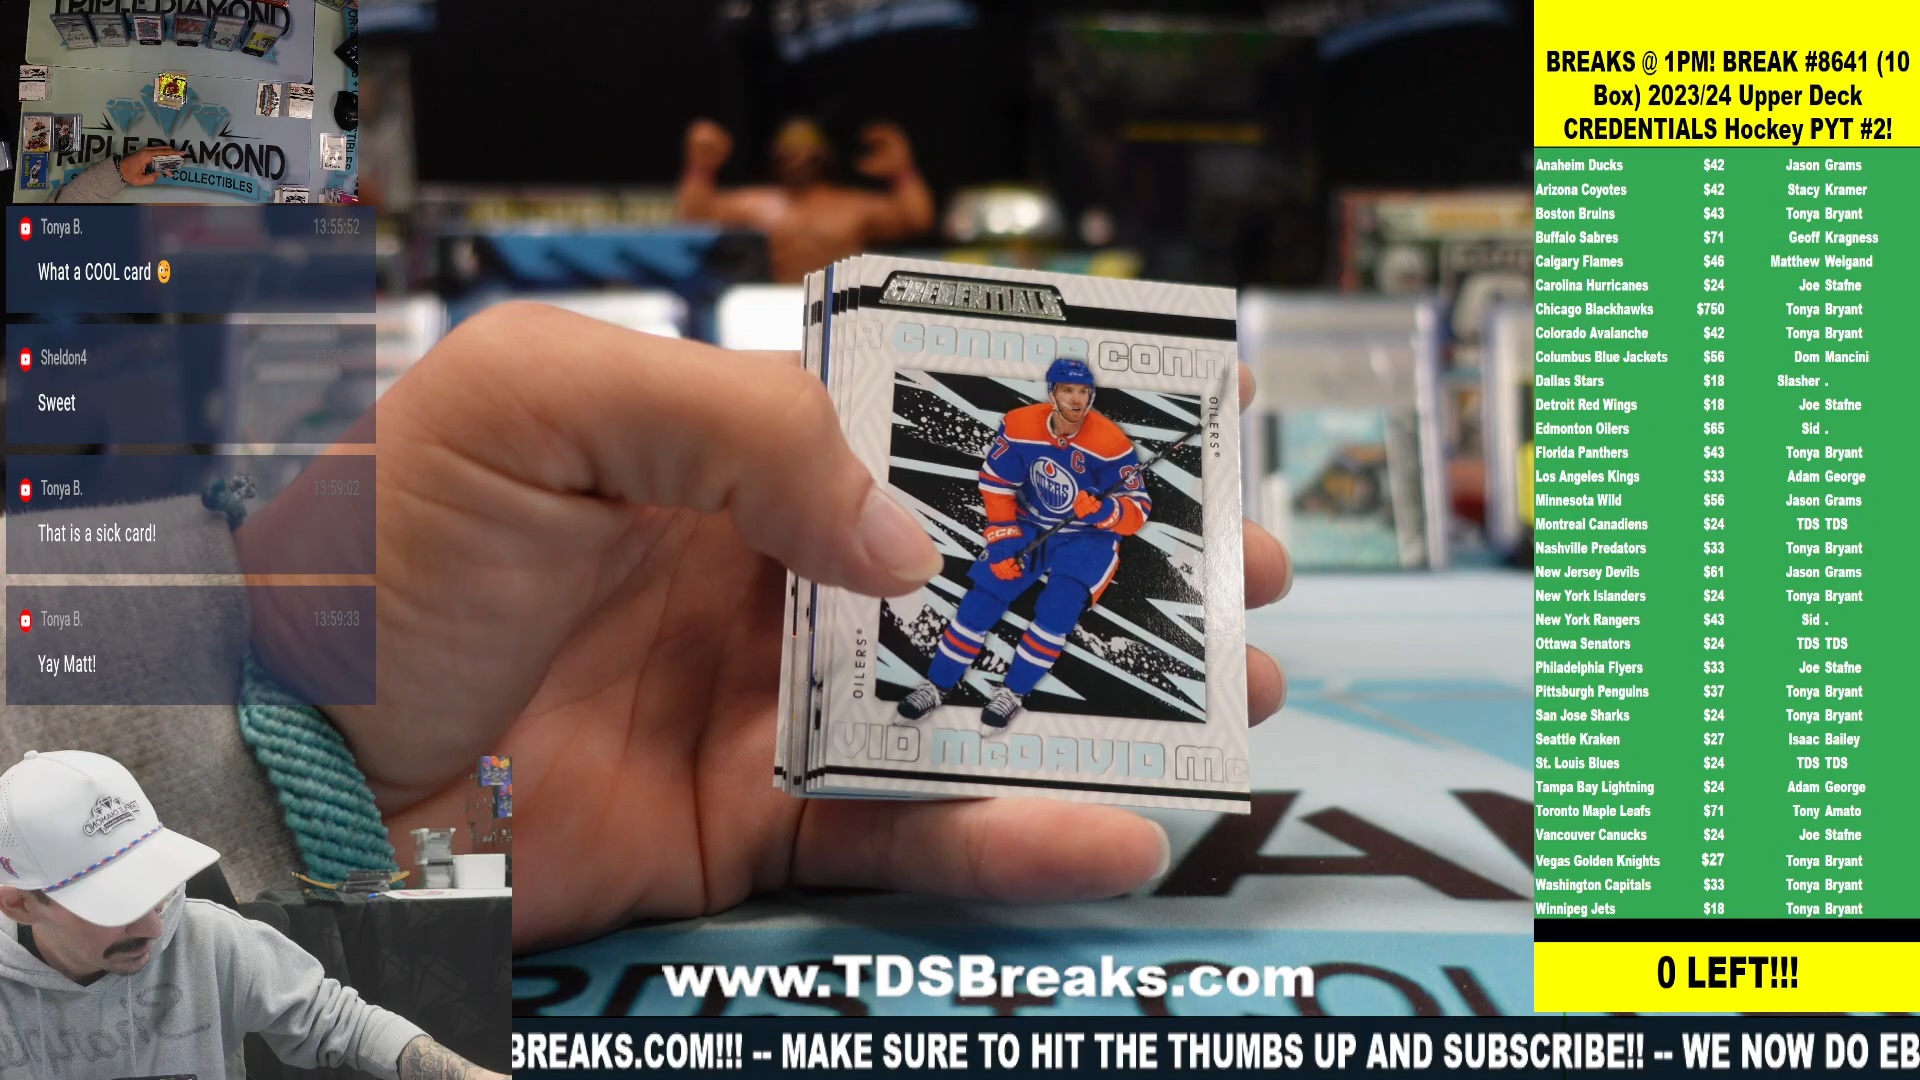 TRIPLE DIAMOND
TRIPLE DIAMOND
COLLECTIBLES
Tonya B. 13:55:52
What a COOL card 😳
Sheldon4
Sweet
Tonya B. 13:59:02
That is a sick card!
Tonya B. 13:59:33
Yay Matt!
CREDENTIALS
R CONNOR CONN
OILERS
OILERS
OILERS
C
VID McDAVID Mc
www.TDSBreaks.com
BREAKS.COM!!! -- MAKE SURE TO HIT THE THUMBS UP AND SUBSCRIBE!! -- WE NOW DO EB
BREAKS @ 1PM! BREAK #8641 (10
Box) 2023/24 Upper Deck
CREDENTIALS Hockey PYT #2!
Anaheim Ducks $42 Jason Grams
Arizona Coyotes $42 Stacy Kramer
Boston Bruins $43 Tonya Bryant
Buffalo Sabres $71 Geoff Kragness
Calgary Flames $46 Matthew Weigand
Carolina Hurricanes $24 Joe Stafne
Chicago Blackhawks $750 Tonya Bryant
Colorado Avalanche $42 Tonya Bryant
Columbus Blue Jackets $56 Dom Mancini
Dallas Stars $18 Slasher .
Detroit Red Wings $18 Joe Stafne
Edmonton Oilers $65 Sid .
Florida Panthers $43 Tonya Bryant
Los Angeles Kings $33 Adam George
Minnesota Wild $56 Jason Grams
Montreal Canadiens $24 TDS TDS
Nashville Predators $33 Tonya Bryant
New Jersey Devils $61 Jason Grams
New York Islanders $24 Tonya Bryant
New York Rangers $43 Sid .
Ottawa Senators $24 TDS TDS
Philadelphia Flyers $33 Joe Stafne
Pittsburgh Penguins $37 Tonya Bryant
San Jose Sharks $24 Tonya Bryant
Seattle Kraken $27 Isaac Bailey
St. Louis Blues $24 TDS TDS
Tampa Bay Lightning $24 Adam George
Toronto Maple Leafs $71 Tony Amato
Vancouver Canucks $24 Joe Stafne
Vegas Golden Knights $27 Tonya Bryant
Washington Capitals $33 Tonya Bryant
Winnipeg Jets $18 Tonya Bryant
0 LEFT!!!